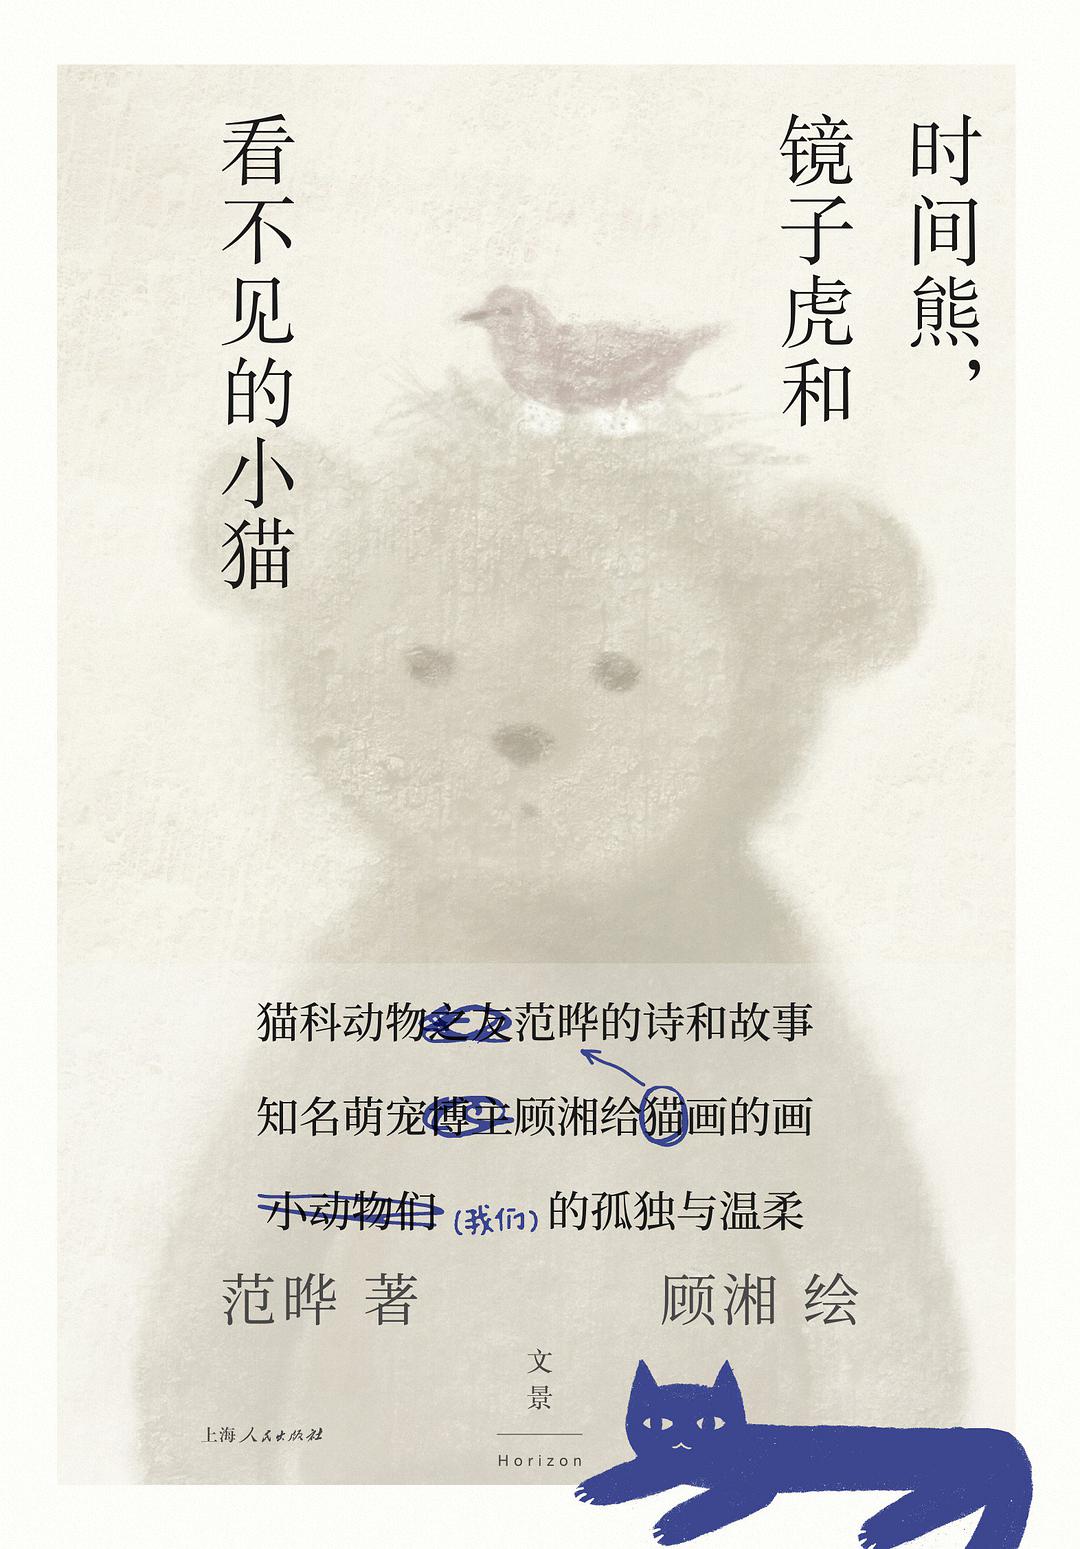 时间熊，
镜子虎和
看不见的小猫
猫科动物之友范晔的诗和故事
知名萌宠博主顾湘给猫画的画
小动物们(我们)的孤独与温柔
范晔 著
顾湘 绘
文景
Horizon
上海人民出版社